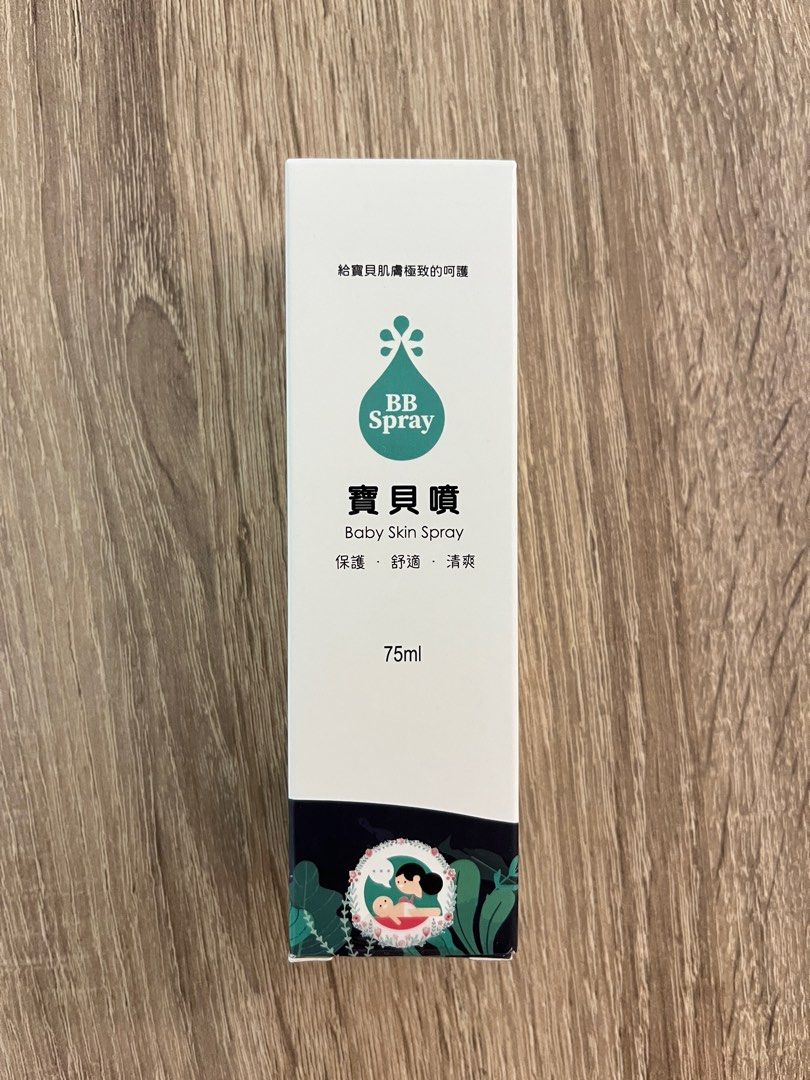 給寶貝肌膚極致的呵護
BB
Spray
寶貝噴
Baby Skin Spray
保護 · 舒適 · 清爽
75ml